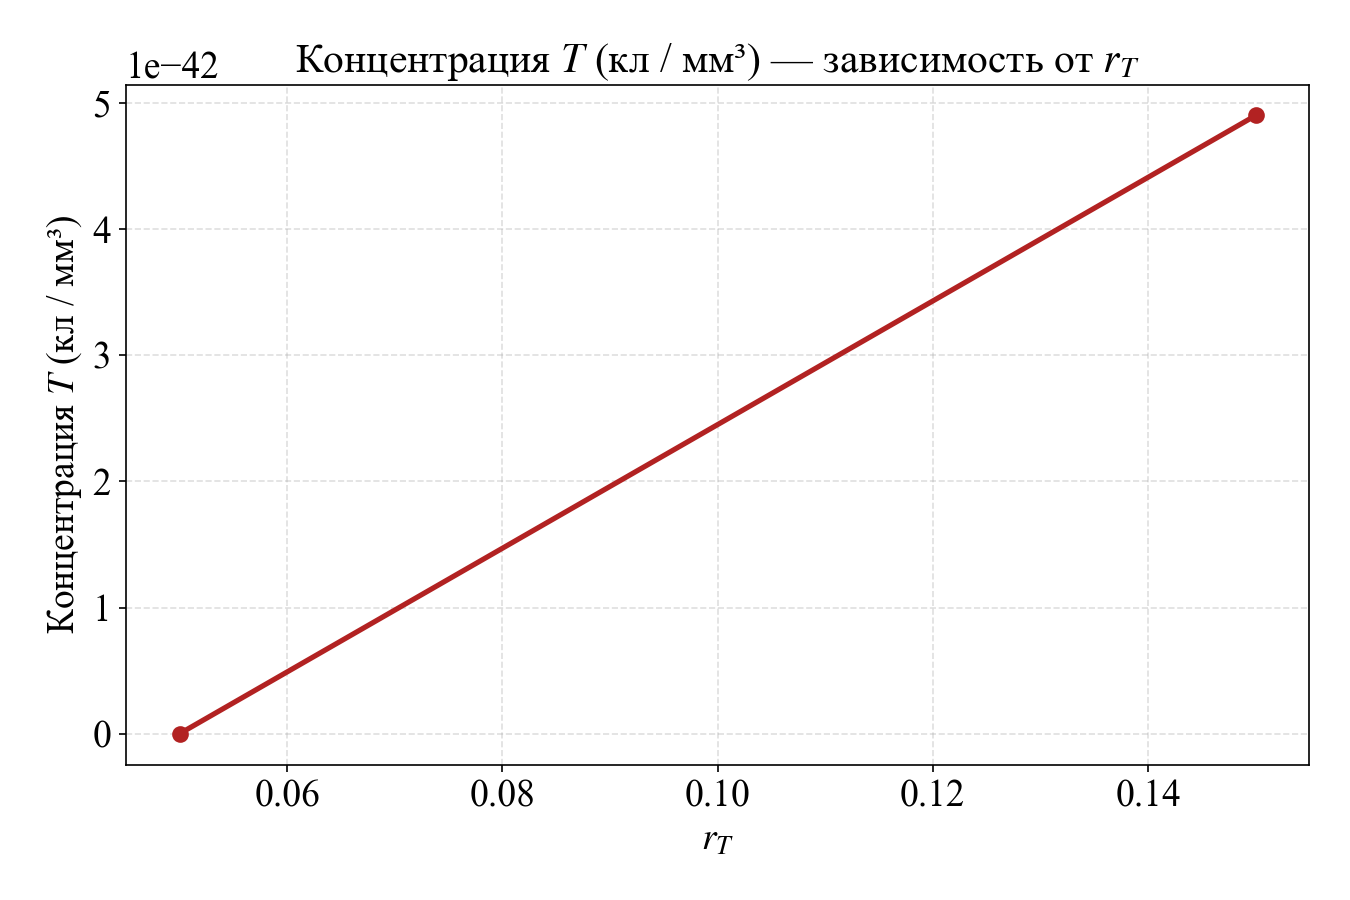 Концентрация T (кл / мм³) — зависимость от r_T
1e−42
Концентрация T (кл / мм³)
5
4
3
2
1
0
0.06 0.08 0.10 0.12 0.14
r_T